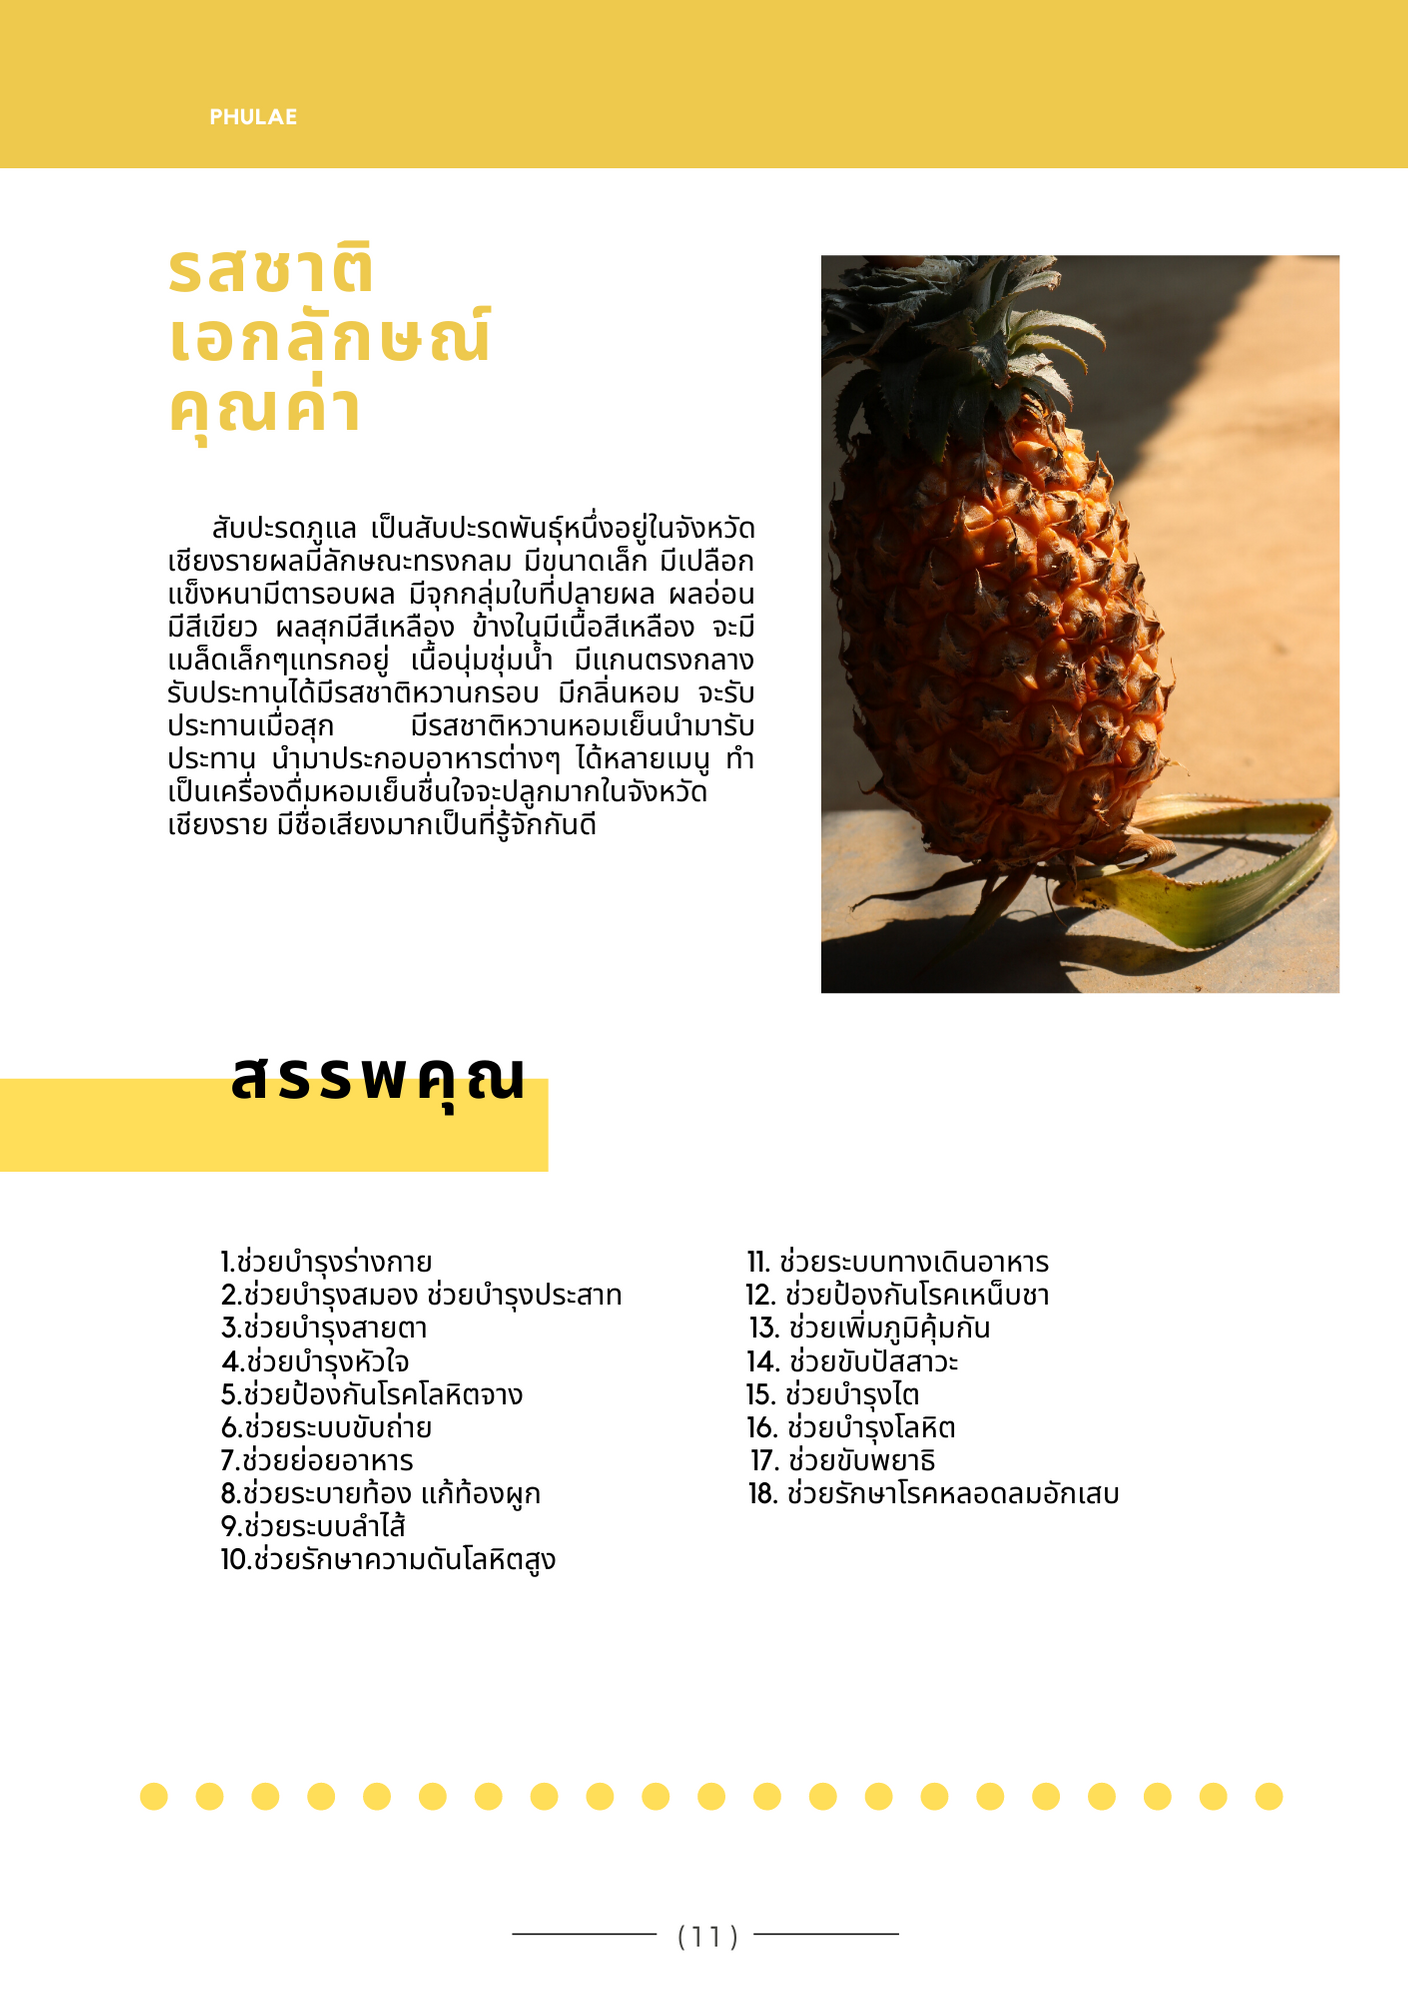 PHULAE
รสชาติ
เอกลักษณ์
คุณค่า
สับปะรดภูแล เป็นสับปะรดพันธุ์หนึ่งอยู่ในจังหวัด
เชียงรายผลมีลักษณะทรงกลม มีขนาดเล็ก มีเปลือก
แข็งหนามีตารอบผล มีจุกกลุ่มใบที่ปลายผล ผลอ่อน
มีสีเขียว ผลสุกมีสีเหลือง ข้างในมีเนื้อสีเหลือง จะมี
เมล็ดเล็กๆแทรกอยู่ เนื้อนุ่มชุ่มน้ำ มีแกนตรงกลาง
รับประทานได้มีรสชาติหวานกรอบ มีกลิ่นหอม จะรับ
ประทานเมื่อสุก มีรสชาติหวานหอมเย็นนำมารับ
ประทาน นำมาประกอบอาหารต่างๆ ได้หลายเมนู ทำ
เป็นเครื่องดื่มหอมเย็นชื่นใจจะปลูกมากในจังหวัด
เชียงราย มีชื่อเสียงมากเป็นที่รู้จักกันดี
สรรพคุณ
1.ช่วยบำรุงร่างกาย
2.ช่วยบำรุงสมอง ช่วยบำรุงประสาท
3.ช่วยบำรุงสายตา
4.ช่วยบำรุงหัวใจ
5.ช่วยป้องกันโรคโลหิตจาง
6.ช่วยระบบขับถ่าย
7.ช่วยย่อยอาหาร
8.ช่วยระบายท้อง แก้ท้องผูก
9.ช่วยระบบลำไส้
10.ช่วยรักษาความดันโลหิตสูง
11. ช่วยระบบทางเดินอาหาร
12. ช่วยป้องกันโรคเหน็บชา
13. ช่วยเพิ่มภูมิคุ้มกัน
14. ช่วยขับปัสสาวะ
15. ช่วยบำรุงไต
16. ช่วยบำรุงโลหิต
17. ช่วยขับพยาธิ
18. ช่วยรักษาโรคหลอดลมอักเสบ
(11)